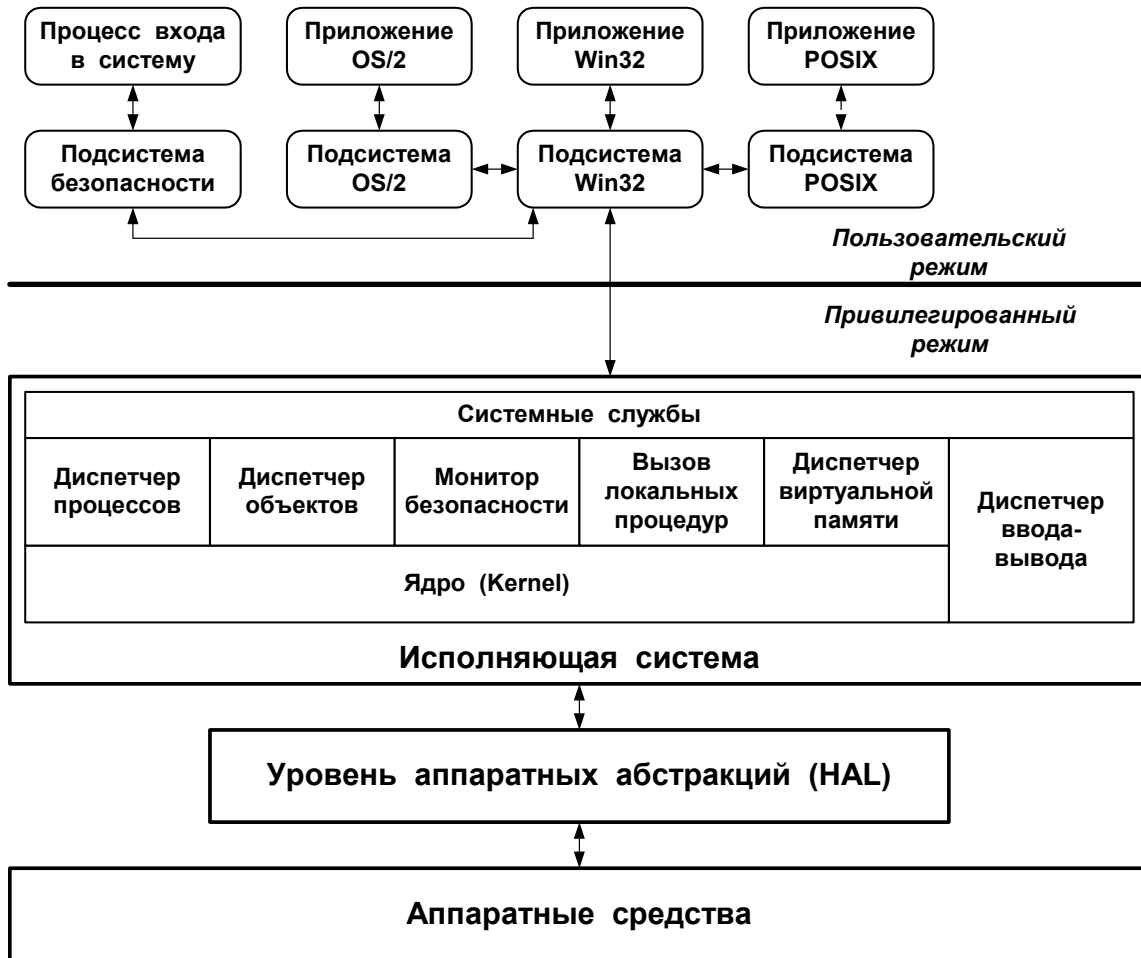 Процесс входа
в систему
Приложение
OS/2
Приложение
Win32
Приложение
POSIX
Подсистема
безопасности
Подсистема
OS/2
Подсистема
Win32
Подсистема
POSIX
Пользовательский
режим
Привилегированный
режим
Системные службы
Диспетчер
процессов
Диспетчер
объектов
Монитор
безопасности
Вызов
локальных
процедур
Диспетчер
виртуальной
памяти
Диспетчер
ввода-
вывода
Ядро (Kernel)
Исполняющая система
Уровень аппаратных абстракций (HAL)
Аппаратные средства